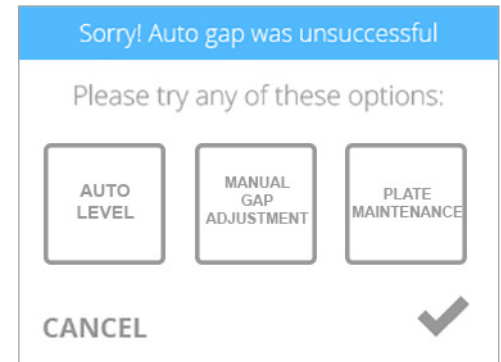 Sorry! Auto gap was unsuccessful
Please try any of these options:
AUTO
LEVEL
MANUAL
GAP
ADJUSTMENT
PLATE
MAINTENANCE
CANCEL